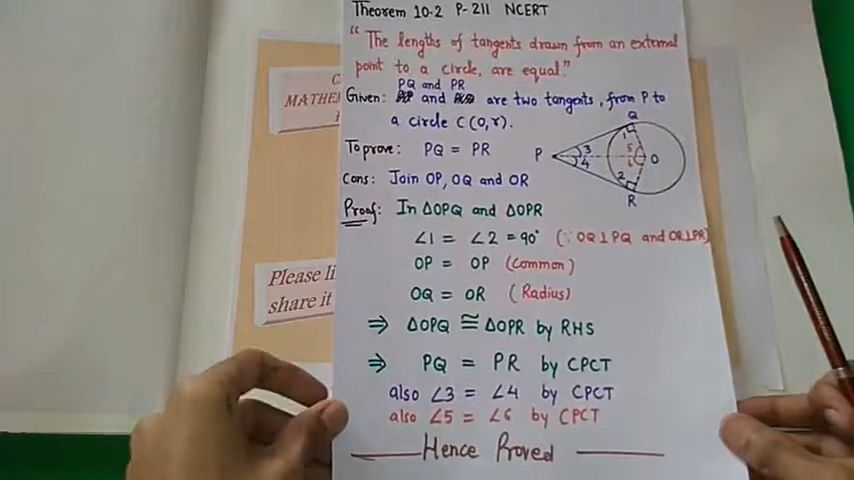 Theorem 10.2 P-211 NCERT
"The lengths of tangents drawn from an external
point to a circle, are equal."
PQ and PR
Given: and are two tangents, from P to
a circle C(O,r).
To prove: PQ = PR
Cons: Join OP, OQ and OR
Proof: In ΔOPQ and ΔOPR
∠1 = ∠2 = 90° (∵ OQ⊥PQ and OR⊥PR)
OP = OP (Common)
OQ = OR (Radius)
⇒ ΔOPQ ≅ ΔOPR by RHS
⇒ PQ = PR by CPCT
also ∠3 = ∠4 by CPCT
also ∠5 = ∠6 by CPCT
Hence Proved
Q
1
3
5
P
O
4
6
2
R
C
MATHEM
Please li
share it